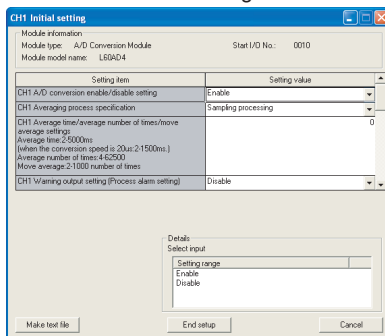 CH1 Initial setting
Module information
Module type: A/D Conversion Module Start I/O No.: 0010
Module model name: L60AD4
Setting item Setting value
CH1 A/D conversion enable/disable setting Enable
CH1 Averaging process specification Sampling processing
CH1 Average time/average number of times/move 0
average settings
Average time:2-5000ms
(when the conversion speed is 20us:2-1500ms.)
Average number of times:4-62500
Move average:2-1000 number of times
CH1 Warning output setting (Process alarm setting) Disable
Details
Select input
Setting range
Enable
Disable
Make text file End setup Cancel